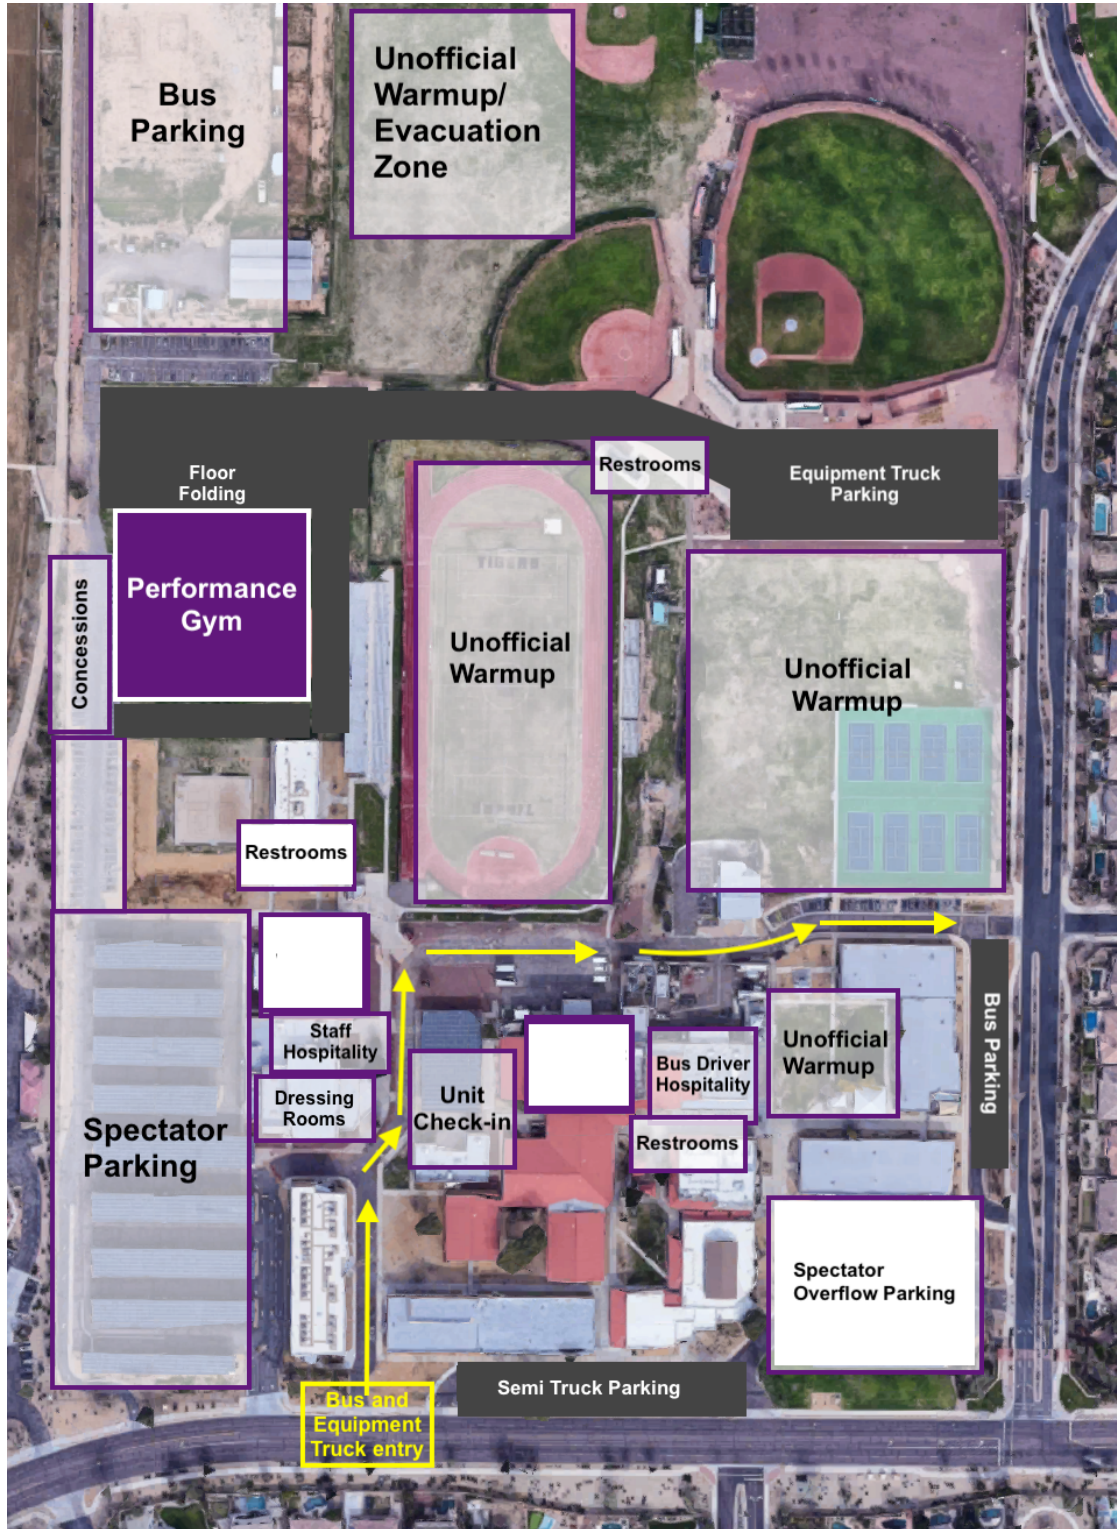 Bus
Parking
Unofficial
Warmup/
Evacuation
Zone
Floor
Folding
Restrooms
Equipment Truck
Parking
Performance
Gym
Concessions
TIGERS
Unofficial
Warmup
Unofficial
Warmup
Restrooms
Staff
Hospitality
Dressing
Rooms
Unit
Check-in
Bus Driver
Hospitality
Restrooms
Unofficial
Warmup
Bus Parking
Spectator
Parking
Spectator
Overflow Parking
Semi Truck Parking
Bus and
Equipment
Truck entry